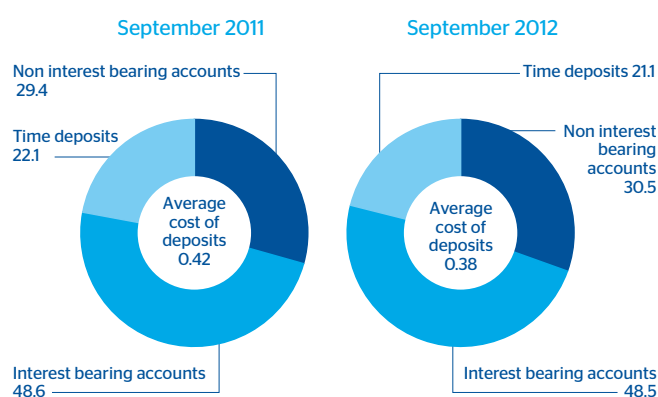 September 2011
Non interest bearing accounts
29.4
Time deposits
22.1
Average
cost of
deposits
0.42
Interest bearing accounts
48.6
September 2012
Time deposits 21.1
Non interest
bearing
accounts
30.5
Average
cost of
deposits
0.38
Interest bearing accounts
48.5